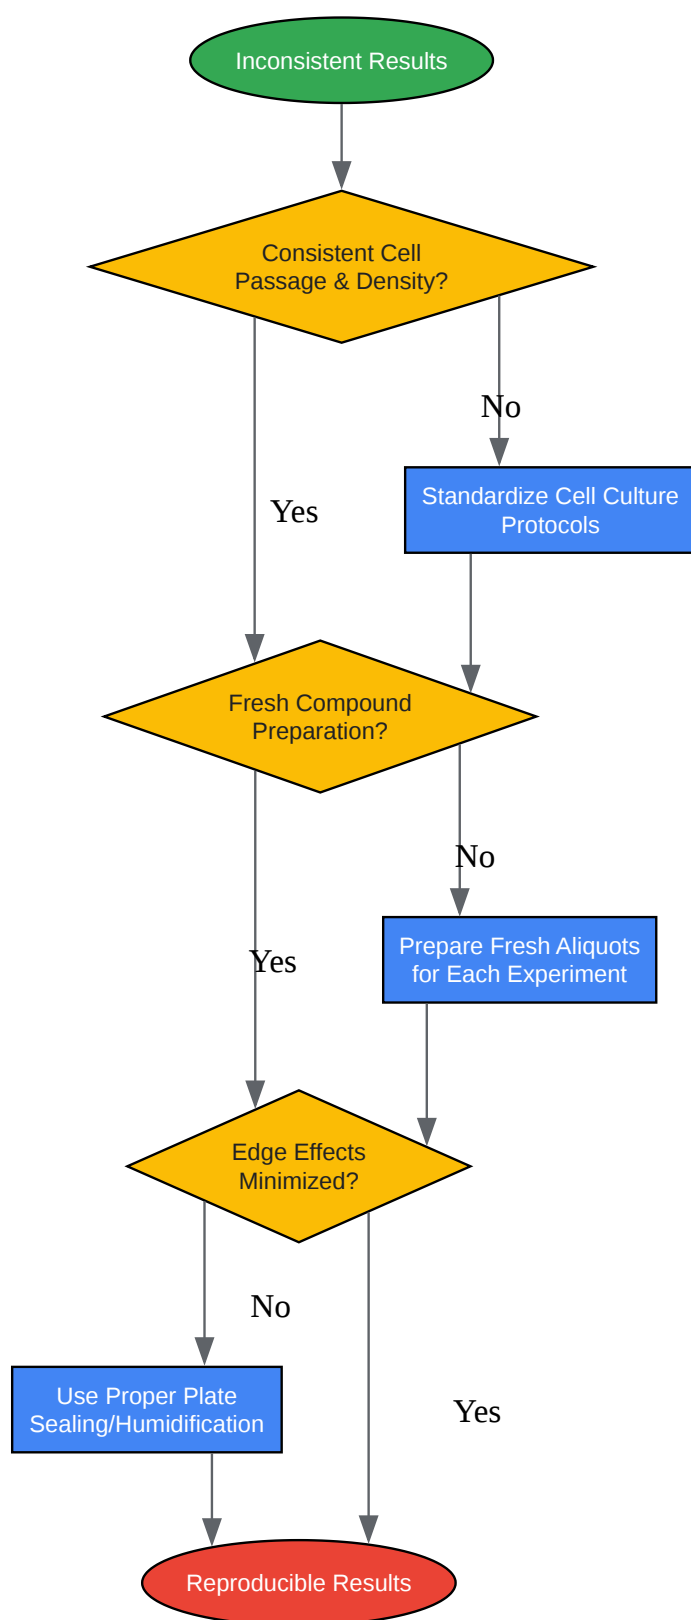 Inconsistent Results
Consistent Cell
Passage & Density?
No
Standardize Cell Culture
Protocols
Yes
Fresh Compound
Preparation?
No
Prepare Fresh Aliquots
for Each Experiment
Yes
Edge Effects
Minimized?
No
Use Proper Plate
Sealing/Humidification
Yes
Reproducible Results